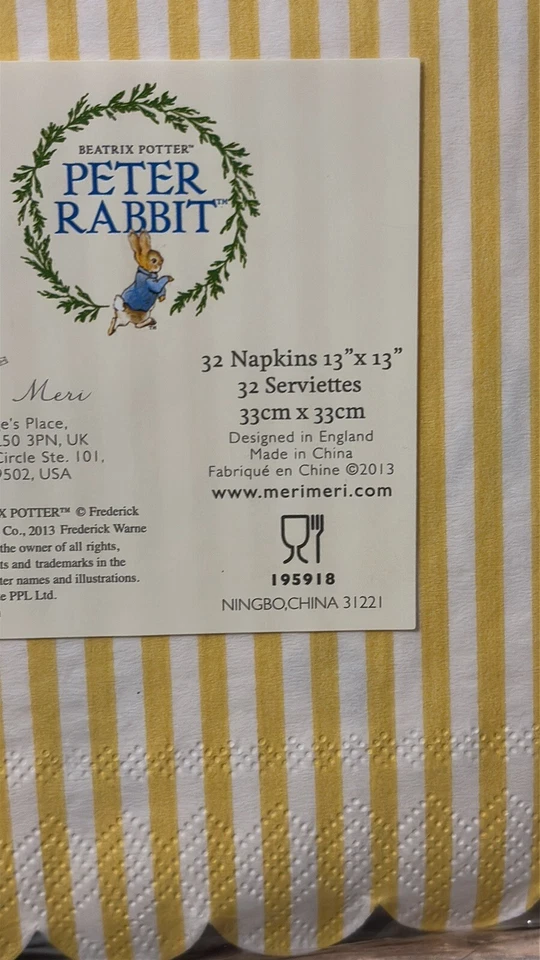 BEATRIX POTTER™
PETER
RABBIT™
32 Napkins 13”x 13”
32 Serviettes
33cm x 33cm
Designed in England
Made in China
Fabriqué en Chine ©2013
www.merimeri.com
195918
NINGBO,CHINA 31221
Meri
e's Place,
50 3PN, UK
Circle Ste. 101,
9502, USA
X POTTER™ © Frederick
Co., 2013 Frederick Warne
the owner of all rights,
ts and trademarks in the
ter names and illustrations.
e PPL Ltd.